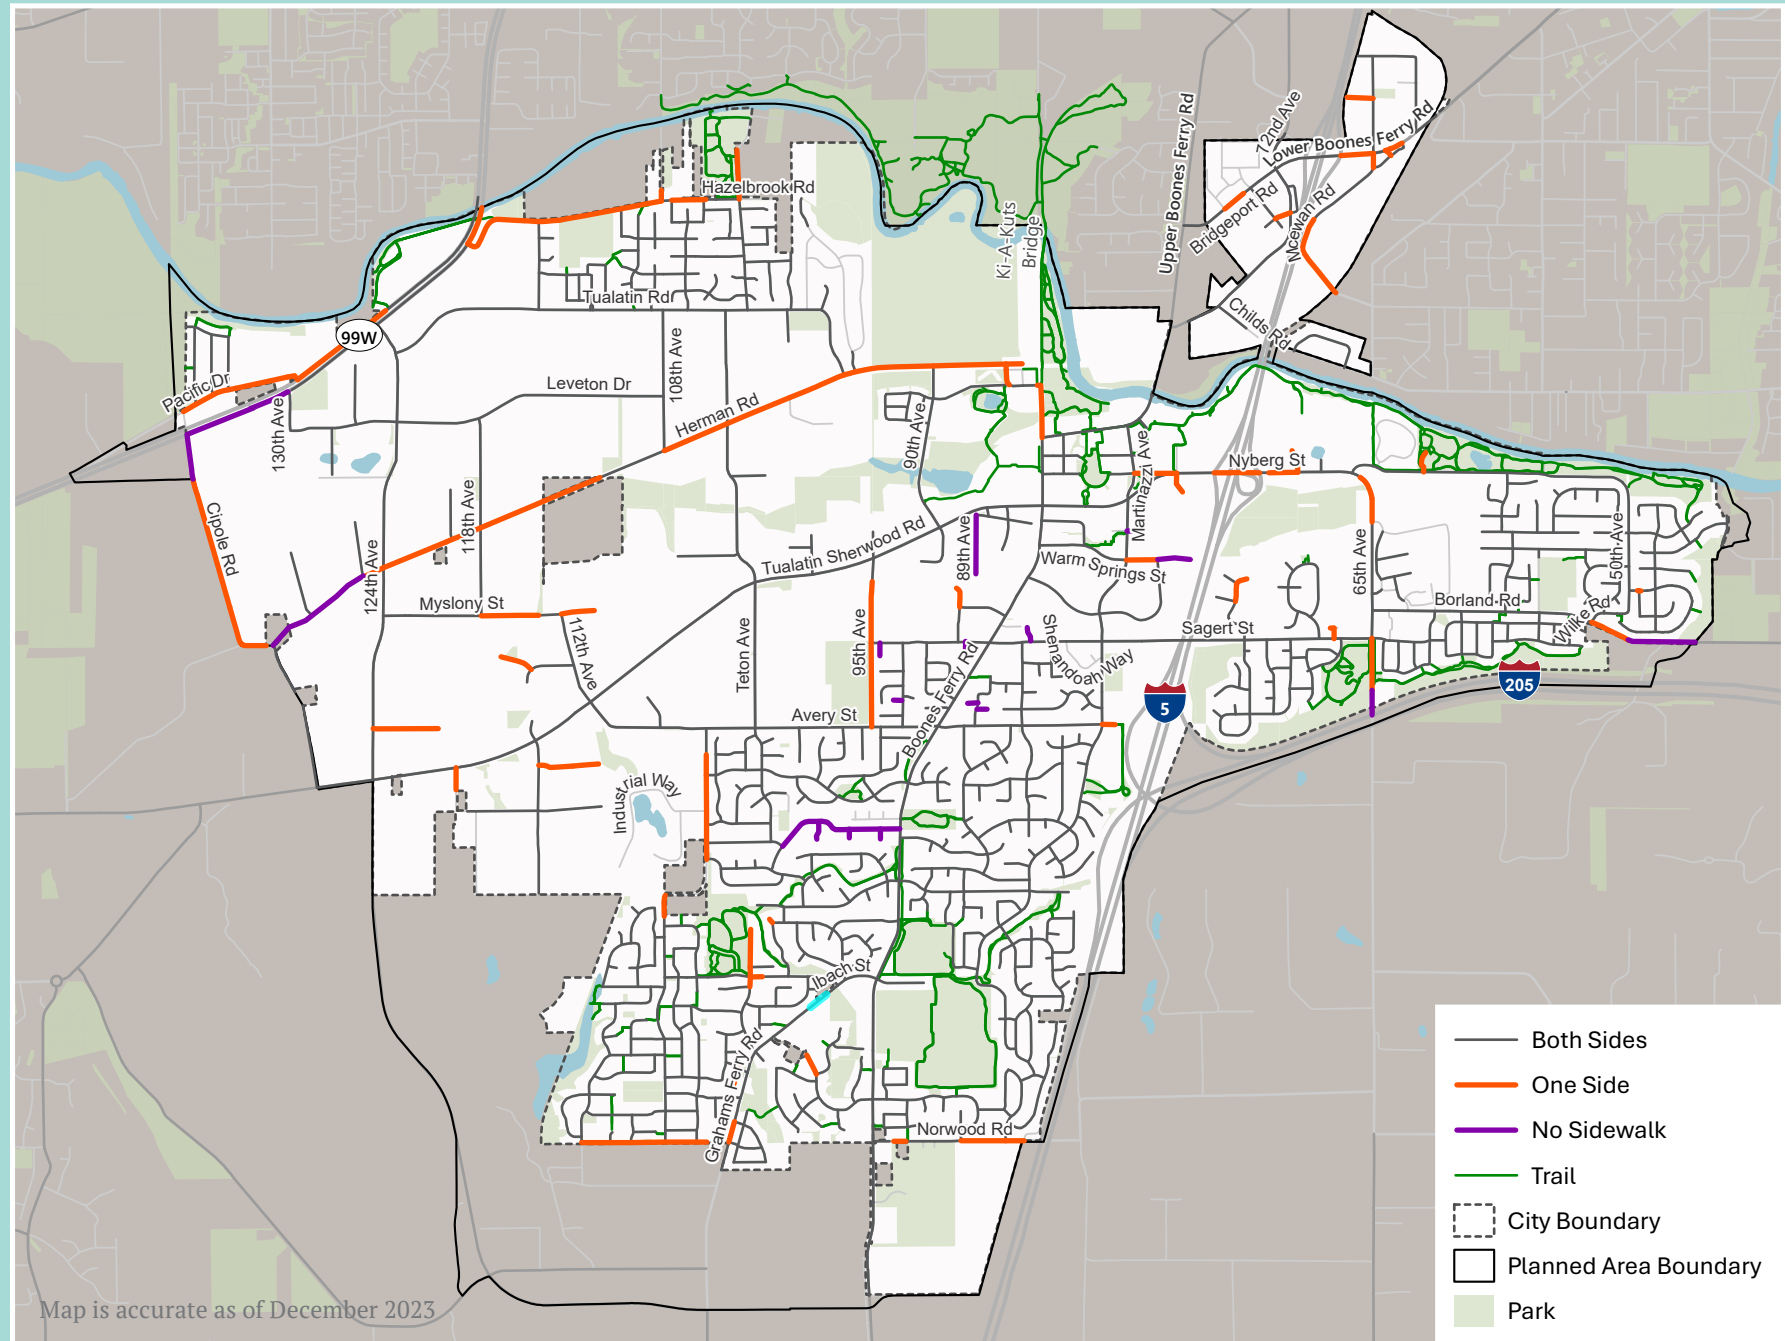 Upper Boones Ferry Rd
72nd Ave
Lower Boones Ferry Rd
Hazelbrook Rd
Bridgeport Rd
Ki-A-Kuts
Bridge
Mcewan Rd
Tualatin Rd
Childs Rd
99W
Pacific Dr
Leveton Dr
108th Ave
130th Ave
Herman Rd
90th Ave
Martinazzi Ave
Nyberg St
Cipole Rd
118th Ave
124th Ave
Tualatin Sherwood Rd
89th Ave
Warm Springs St
65th Ave
50th Ave
Myslony St
112th Ave
Teton Ave
95th Ave
Shenandoah Way
Sagert St
Borland Rd
Wilke Rd
Boones Ferry Rd
5
205
Avery St
Industrial Way
Ibach St
Grahams Ferry Rd
Norwood Rd
Both Sides
One Side
No Sidewalk
Trail
City Boundary
Planned Area Boundary
Park
Map is accurate as of December 2023